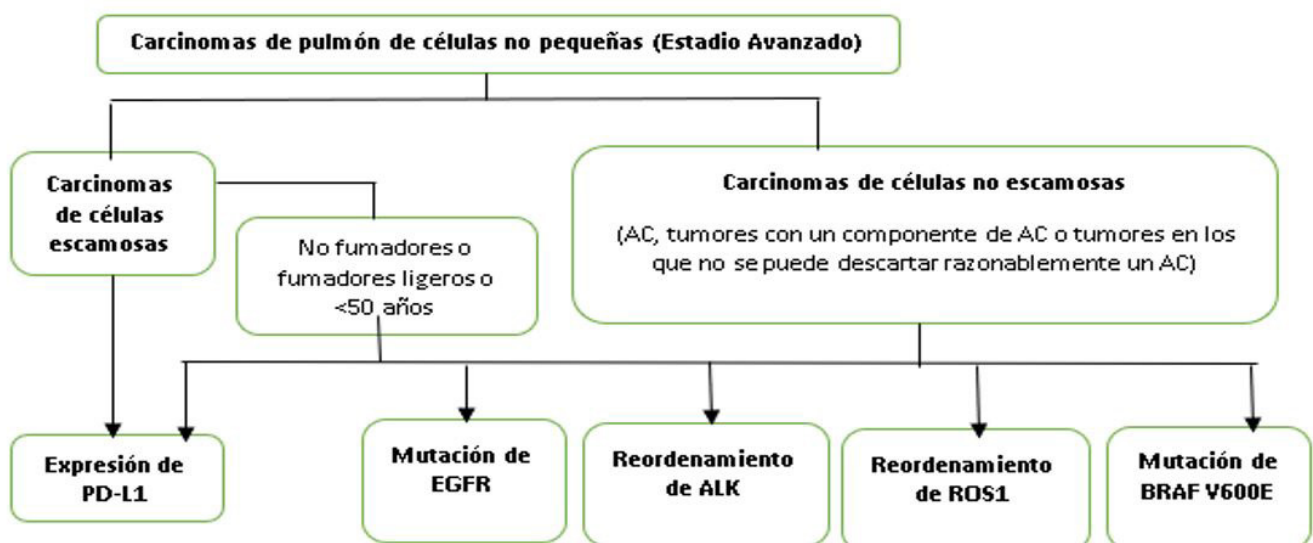 Carcinomas de pulmón de células no pequeñas (Estadio Avanzado)
Carcinomas
de células
escamosas
No fumadores o
fumadores ligeros o
<50 años
Carcinomas de células no escamosas
(AC, tumores con un componente de AC o tumores en los
que no se puede descartar razonablemente un AC)
Expresión de
PD-L1
Mutación de
EGFR
Reordenamiento
de ALK
Reordenamiento
de ROS1
Mutación de
BRAF V600E